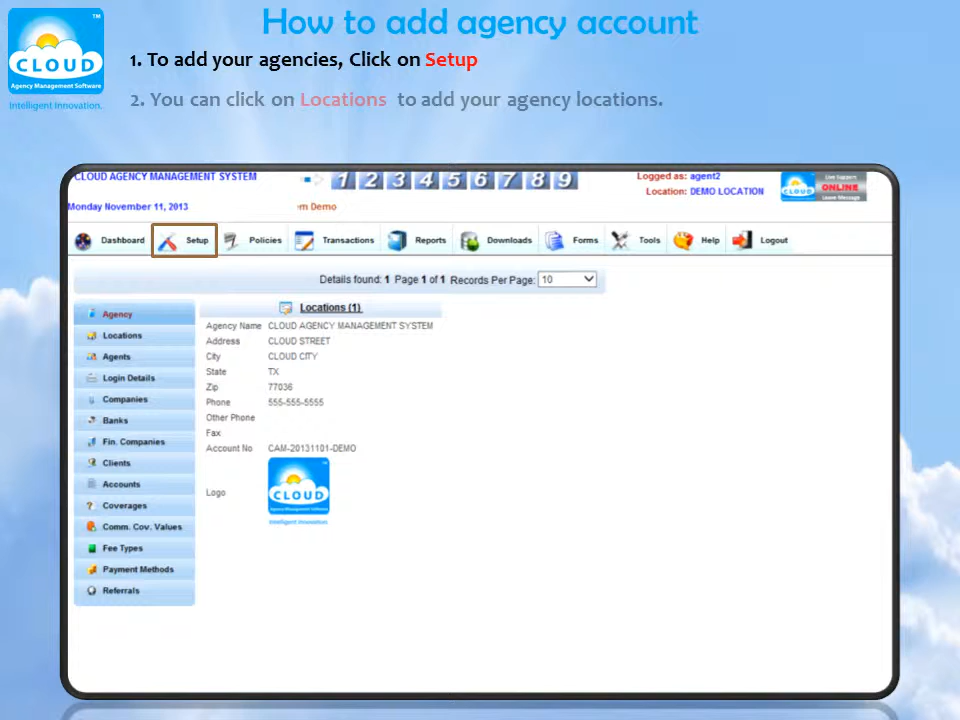 How to add agency account
TM
CLOUD
Agency Management Software
Intelligent Innovation.
1. To add your agencies, Click on Setup
2. You can click on Locations to add your agency locations.
CLOUD AGENCY MANAGEMENT SYSTEM
1 2 3 4 5 6 7 8 9
Logged as: agent2
Location: DEMO LOCATION
CLOUD
Live Support
ONLINE
Leave Message
Monday November 11, 2013
m Demo
Dashboard Setup Policies Transactions Reports Downloads Forms Tools Help Logout
Details found: 1 Page 1 of 1 Records Per Page: 10
Agency
Locations
Agents
Login Details
Companies
Banks
Fin. Companies
Clients
Accounts
Coverages
Comm. Cov. Values
Fee Types
Payment Methods
Referrals
Locations (1)
Agency Name CLOUD AGENCY MANAGEMENT SYSTEM
Address CLOUD STREET
City CLOUD CITY
State TX
Zip 77036
Phone 555-555-5555
Other Phone
Fax
Account No CAM-20131101-DEMO
Logo
CLOUD
Agency Management Software
Intelligent Innovation.